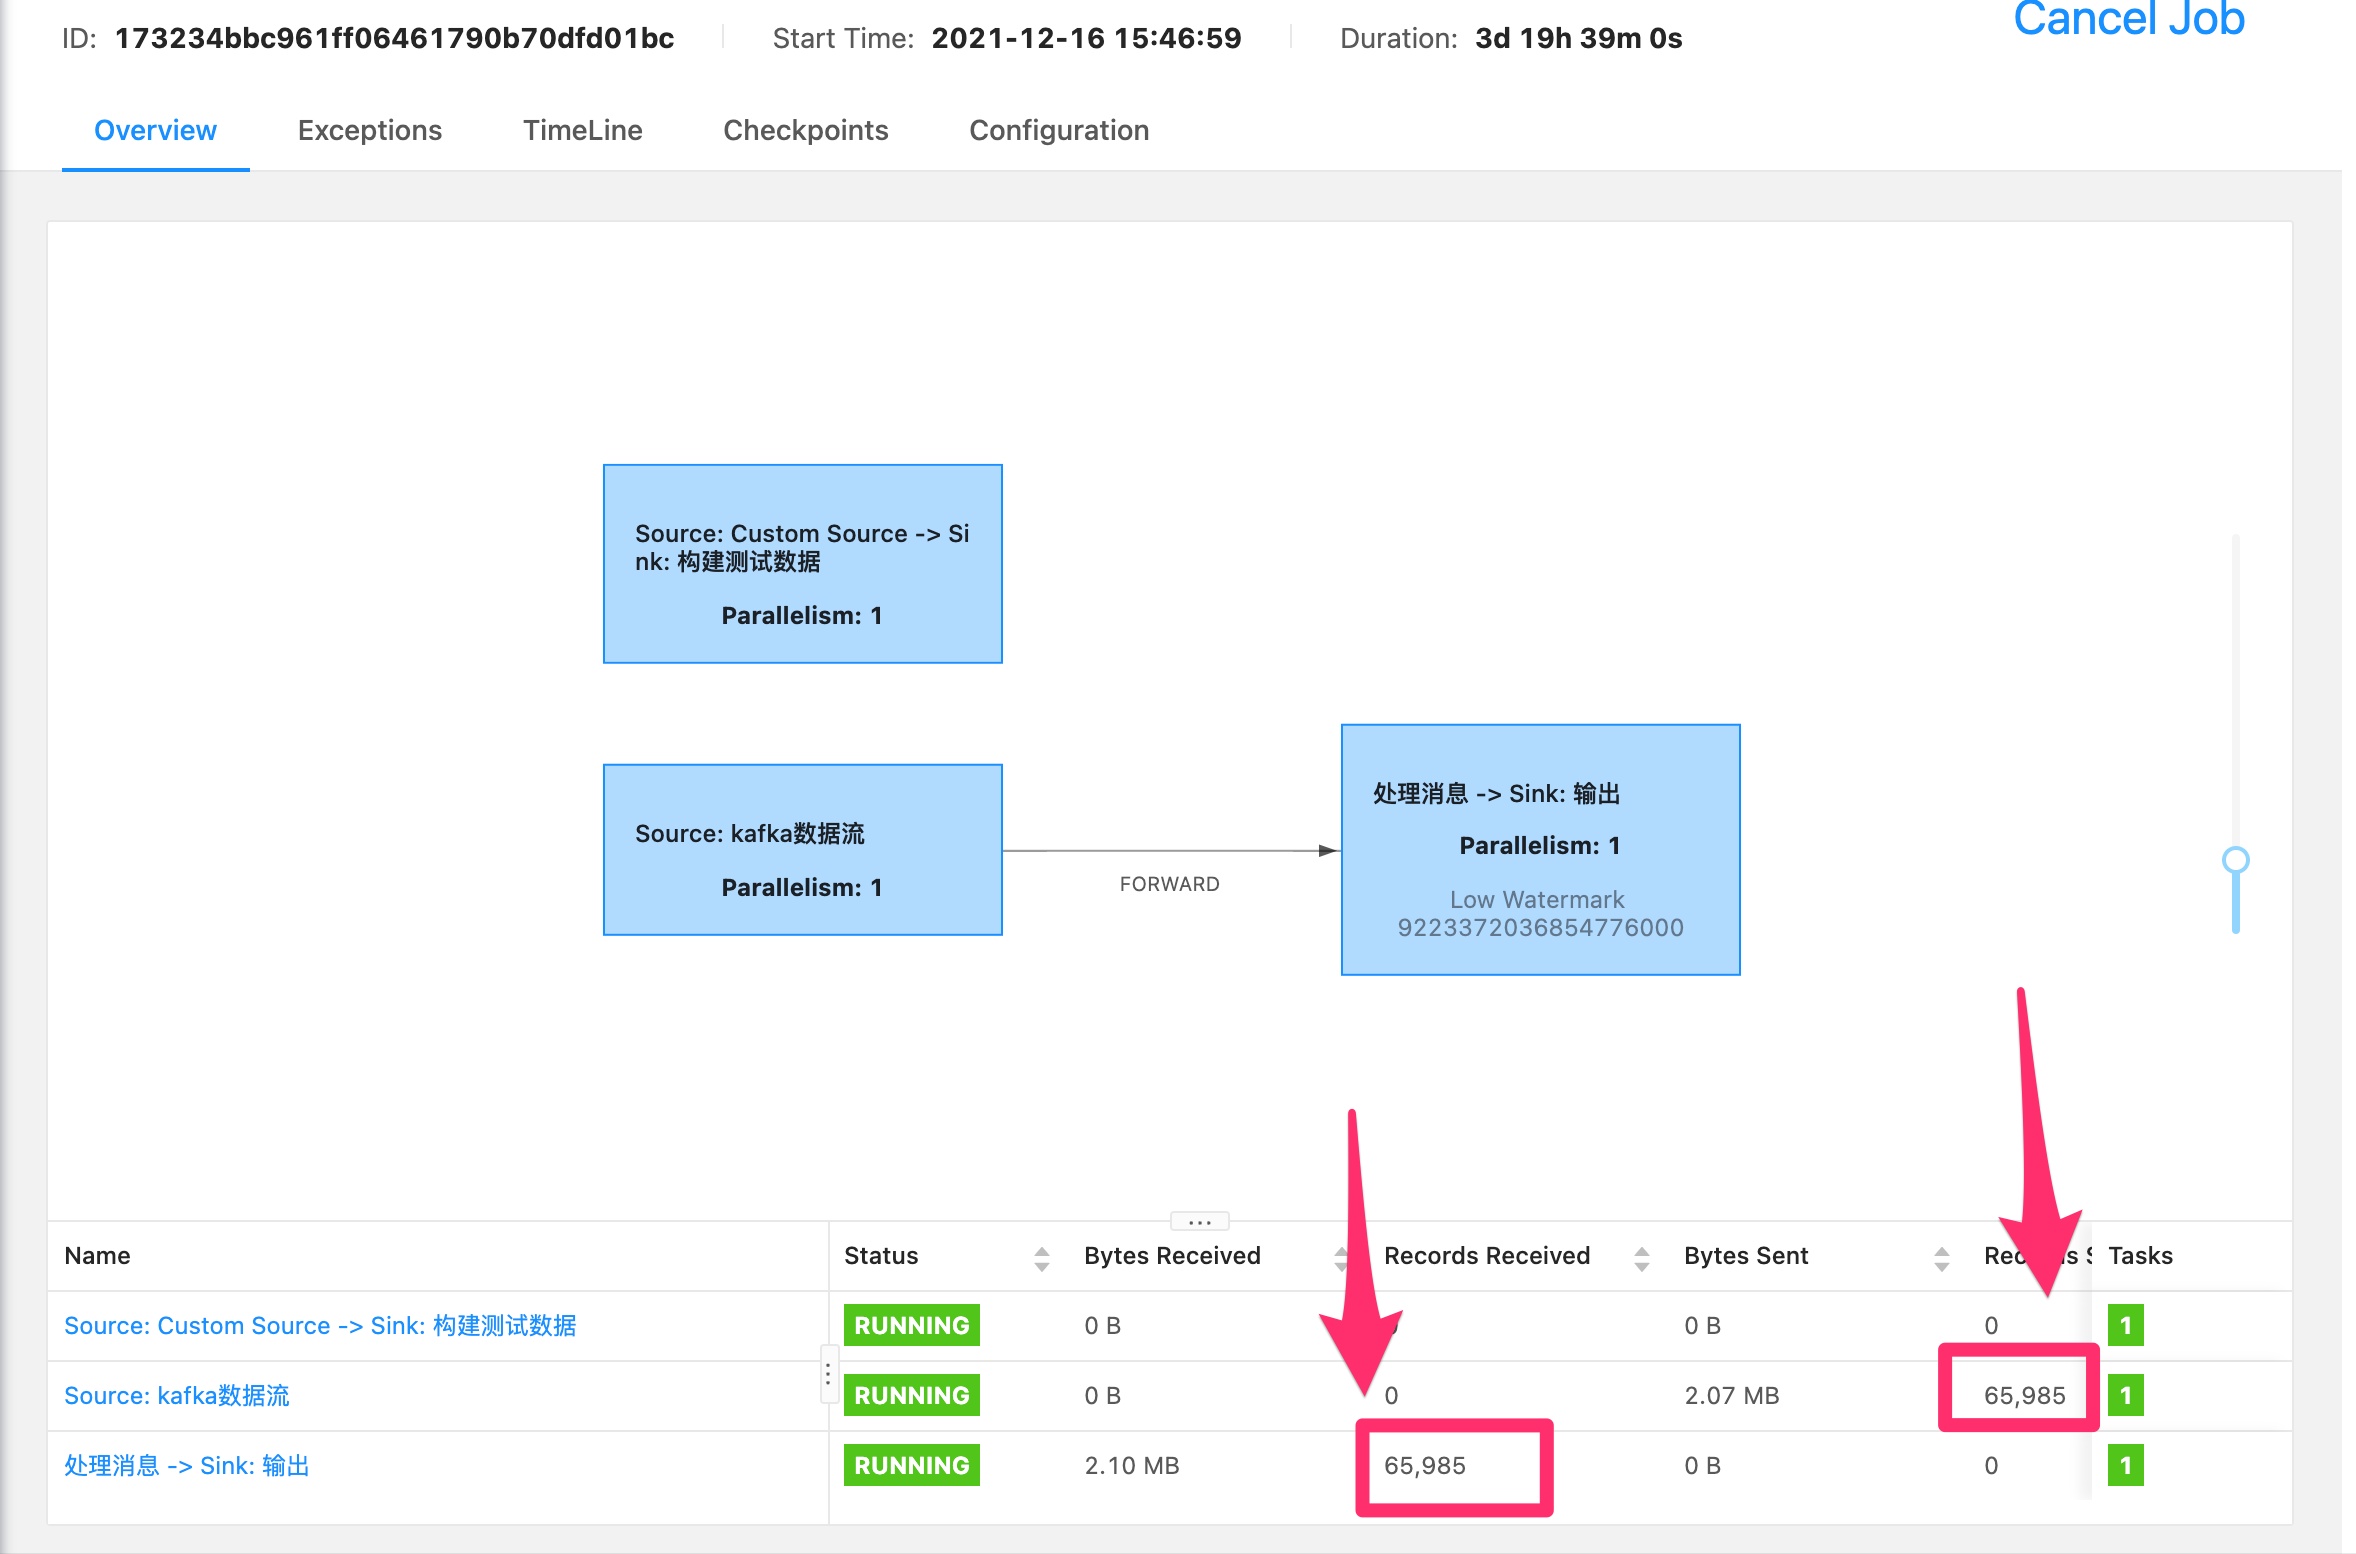 ID: 173234bbc961ff06461790b70dfd01bc Start Time: 2021-12-16 15:46:59 Duration: 3d 19h 39m 0s Cancel Job
Overview Exceptions TimeLine Checkpoints Configuration
Source: Custom Source -> Si
nk: 构建测试数据
Parallelism: 1
Source: kafka数据流
Parallelism: 1
FORWARD
处理消息 -> Sink: 输出
Parallelism: 1
Low Watermark
9223372036854776000
Name Status Bytes Received Records Received Bytes Sent Tasks
Source: Custom Source -> Sink: 构建测试数据 RUNNING 0 B 0 B 0 1
Source: kafka数据流 RUNNING 0 B 0 2.07 MB 65,985 1
处理消息 -> Sink: 输出 RUNNING 2.10 MB 65,985 0 B 0 1